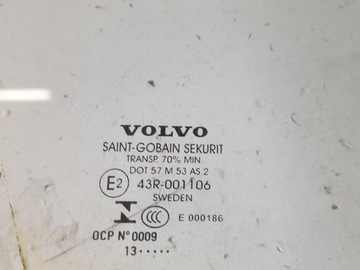 VOLVO
SAINT-GOBAIN SEKURIT
TRANSP. 70% MIN
DOT 57 M 53 AS 2
E2 43R-001106
SWEDEN
N CCC E 000186
OCP N°0009
13·····